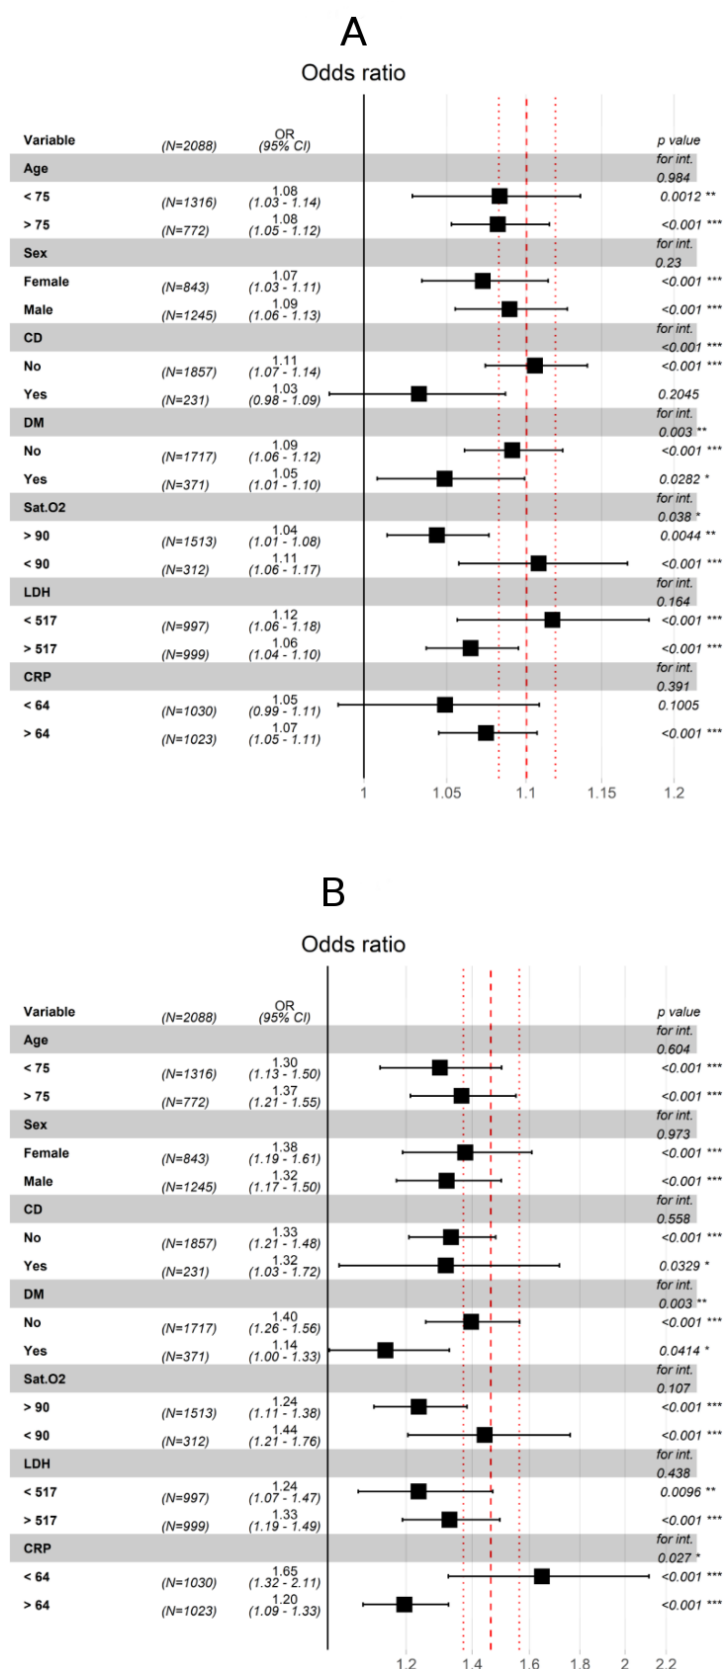 A
Odds ratio
Variable (N=2088) OR (95% CI) p value
Age for int. 0.984
< 75 (N=1316) 1.08 (1.03 - 1.14) 0.0012 **
> 75 (N=772) 1.08 (1.05 - 1.12) <0.001 ***
Sex for int. 0.23
Female (N=843) 1.07 (1.03 - 1.11) <0.001 ***
Male (N=1245) 1.09 (1.06 - 1.13) <0.001 ***
CD for int. <0.001 ***
No (N=1857) 1.11 (1.07 - 1.14) <0.001 ***
Yes (N=231) 1.03 (0.98 - 1.09) 0.2045
DM for int. 0.003 **
No (N=1717) 1.09 (1.06 - 1.12) <0.001 ***
Yes (N=371) 1.05 (1.01 - 1.10) 0.0282 *
Sat.O2 for int. 0.038 *
> 90 (N=1513) 1.04 (1.01 - 1.08) 0.0044 **
< 90 (N=312) 1.11 (1.06 - 1.17) <0.001 ***
LDH for int. 0.164
< 517 (N=997) 1.12 (1.06 - 1.18) <0.001 ***
> 517 (N=999) 1.06 (1.04 - 1.10) <0.001 ***
CRP for int. 0.391
< 64 (N=1030) 1.05 (0.99 - 1.11) 0.1005
> 64 (N=1023) 1.07 (1.05 - 1.11) <0.001 ***
1 1.05 1.1 1.15 1.2
B
Odds ratio
Variable (N=2088) OR (95% CI) p value
Age for int. 0.604
< 75 (N=1316) 1.30 (1.13 - 1.50) <0.001 ***
> 75 (N=772) 1.37 (1.21 - 1.55) <0.001 ***
Sex for int. 0.973
Female (N=843) 1.38 (1.19 - 1.61) <0.001 ***
Male (N=1245) 1.32 (1.17 - 1.50) <0.001 ***
CD for int. 0.558
No (N=1857) 1.33 (1.21 - 1.48) <0.001 ***
Yes (N=231) 1.32 (1.03 - 1.72) 0.0329 *
DM for int. 0.003 **
No (N=1717) 1.40 (1.26 - 1.56) <0.001 ***
Yes (N=371) 1.14 (1.00 - 1.33) 0.0414 *
Sat.O2 for int. 0.107
> 90 (N=1513) 1.24 (1.11 - 1.38) <0.001 ***
< 90 (N=312) 1.44 (1.21 - 1.76) <0.001 ***
LDH for int. 0.438
< 517 (N=997) 1.24 (1.07 - 1.47) 0.0096 **
> 517 (N=999) 1.33 (1.19 - 1.49) <0.001 ***
CRP for int. 0.027 *
< 64 (N=1030) 1.65 (1.32 - 2.11) <0.001 ***
> 64 (N=1023) 1.20 (1.09 - 1.33) <0.001 ***
1.2 1.4 1.6 1.8 2 2.2